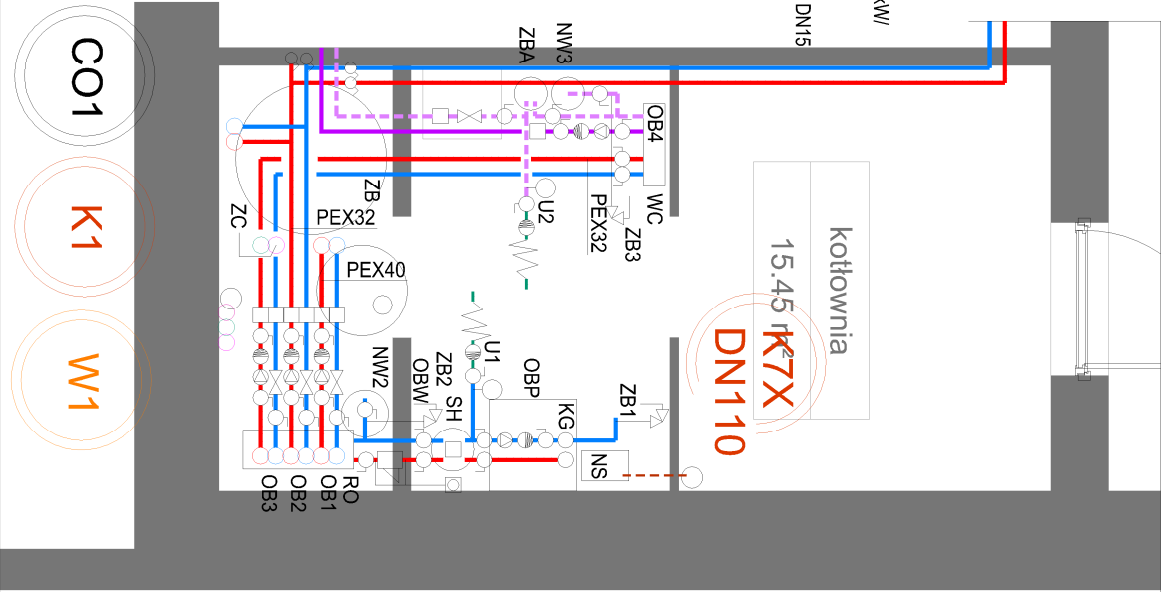 CO1
K1
W1
DN15
kW/
ZBA
NW3
OB4
WC
ZB
ZC
PEX32
PEX40
U2
PEX32
ZB3
kotłownia
15.45 m²
K7X
DN110
U1
NW2
OBW
ZB2
SH
OBP
KG
ZB1
NS
OB3
OB2
OB1
RO